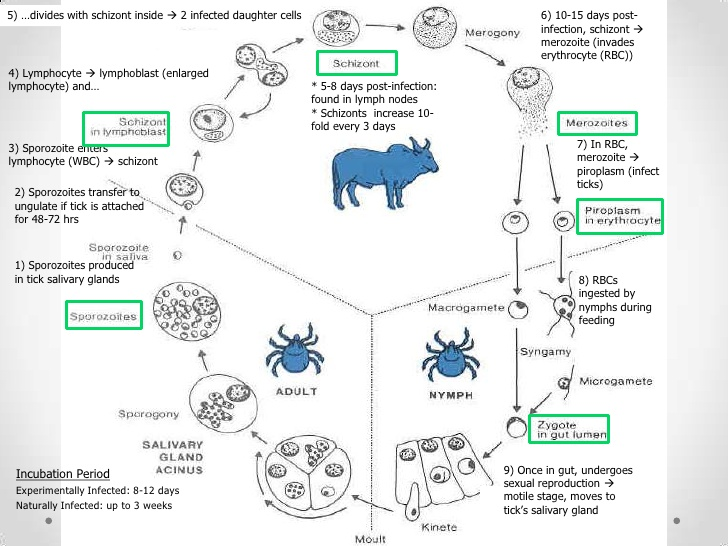 5) …divides with schizont inside → 2 infected daughter cells
Schizont
* 5-8 days post-infection:
found in lymph nodes
* Schizonts increase 10-
fold every 3 days
Merogony
6) 10-15 days post-
infection, schizont →
merozoite (invades
erythrocyte (RBC))
4) Lymphocyte → lymphoblast (enlarged
lymphocyte) and…
Schizont
in lymphoblast
Merozoites
3) Sporozoite enters
lymphocyte (WBC) → schizont
7) In RBC,
merozoite →
piroplasm (infect
ticks)
2) Sporozoites transfer to
ungulate if tick is attached
for 48-72 hrs
Piroplasm
in erythrocyte
Sporozoite
in saliva
1) Sporozoites produced
in tick salivary glands
8) RBCs
ingested by
nymphs during
feeding
Sporozoites
Macrogamete
Syngamy
ADULT
NYMPH
Microgamete
Sporogony
Zygote
in gut lumen
SALIVARY
GLAND
ACINUS
9) Once in gut, undergoes
sexual reproduction →
motile stage, moves to
tick's salivary gland
Incubation Period
Experimentally Infected: 8-12 days
Naturally Infected: up to 3 weeks
Kinete
Moult